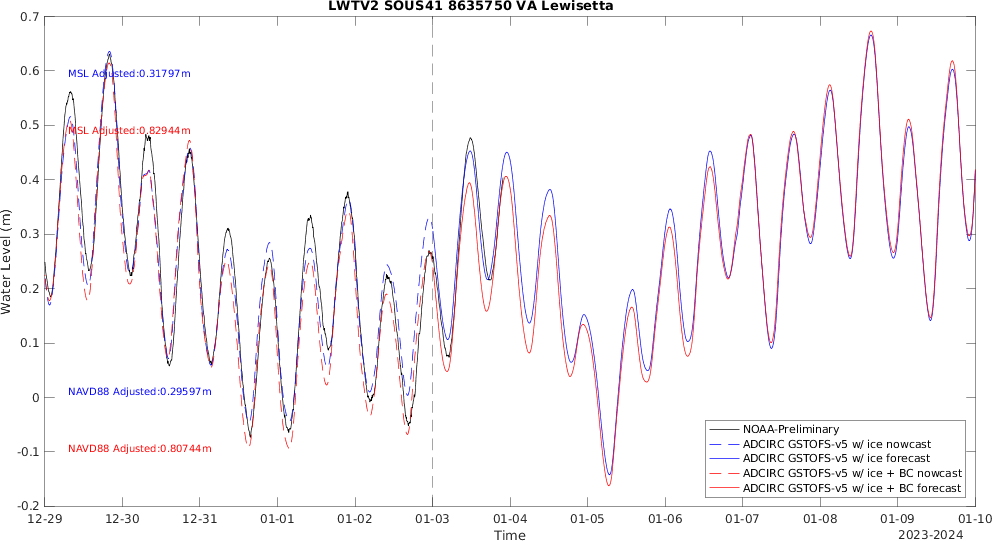 LWTV2 SOUS41 8635750 VA Lewisetta
0.7
0.6
0.5
0.4
0.3
0.2
0.1
0
-0.1
-0.2
Water Level (m)
MSL Adjusted:0.31797m
MSL Adjusted:0.82944m
NAVD88 Adjusted:0.29597m
NAVD88 Adjusted:0.80744m
NOAA-Preliminary
ADCIRC GSTOFS-v5 w/ ice nowcast
ADCIRC GSTOFS-v5 w/ ice forecast
ADCIRC GSTOFS-v5 w/ ice + BC nowcast
ADCIRC GSTOFS-v5 w/ ice + BC forecast
12-29 12-30 12-31 01-01 01-02 01-03 01-04 01-05 01-06 01-07 01-08 01-09 01-10
Time
2023-2024